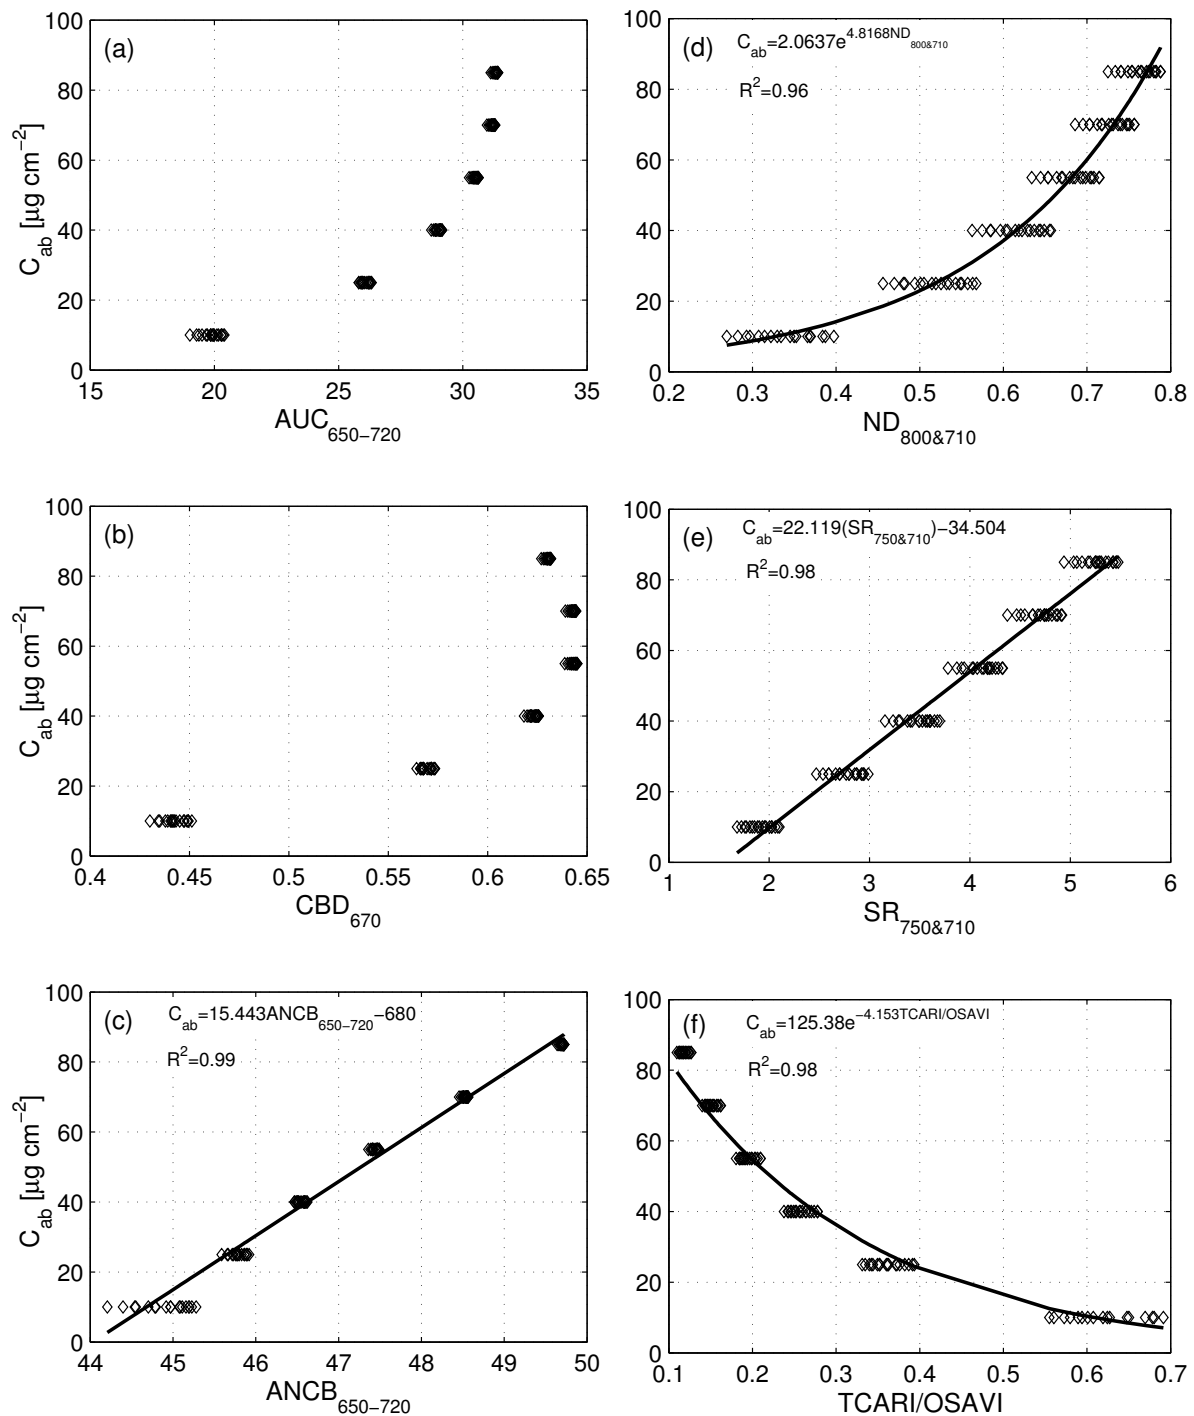 (a)
C_ab [µg cm^−2]
100
80
60
40
20
0
15 20 25 30 35
AUC_650−720
(d)
C_ab=2.0637e^4.8168ND_800&710
R^2=0.96
100
80
60
40
20
0
0.2 0.3 0.4 0.5 0.6 0.7 0.8
ND_800&710
(b)
C_ab [µg cm^−2]
100
80
60
40
20
0
0.4 0.45 0.5 0.55 0.6 0.65
CBD_670
(e)
C_ab=22.119(SR_750&710)−34.504
R^2=0.98
100
80
60
40
20
0
1 2 3 4 5 6
SR_750&710
(c)
C_ab=15.443ANCB_650−720−680
R^2=0.99
C_ab [µg cm^−2]
100
80
60
40
20
0
44 45 46 47 48 49 50
ANCB_650−720
(f)
C_ab=125.38e^−4.153TCARI/OSAVI
R^2=0.98
100
80
60
40
20
0
0.1 0.2 0.3 0.4 0.5 0.6 0.7
TCARI/OSAVI